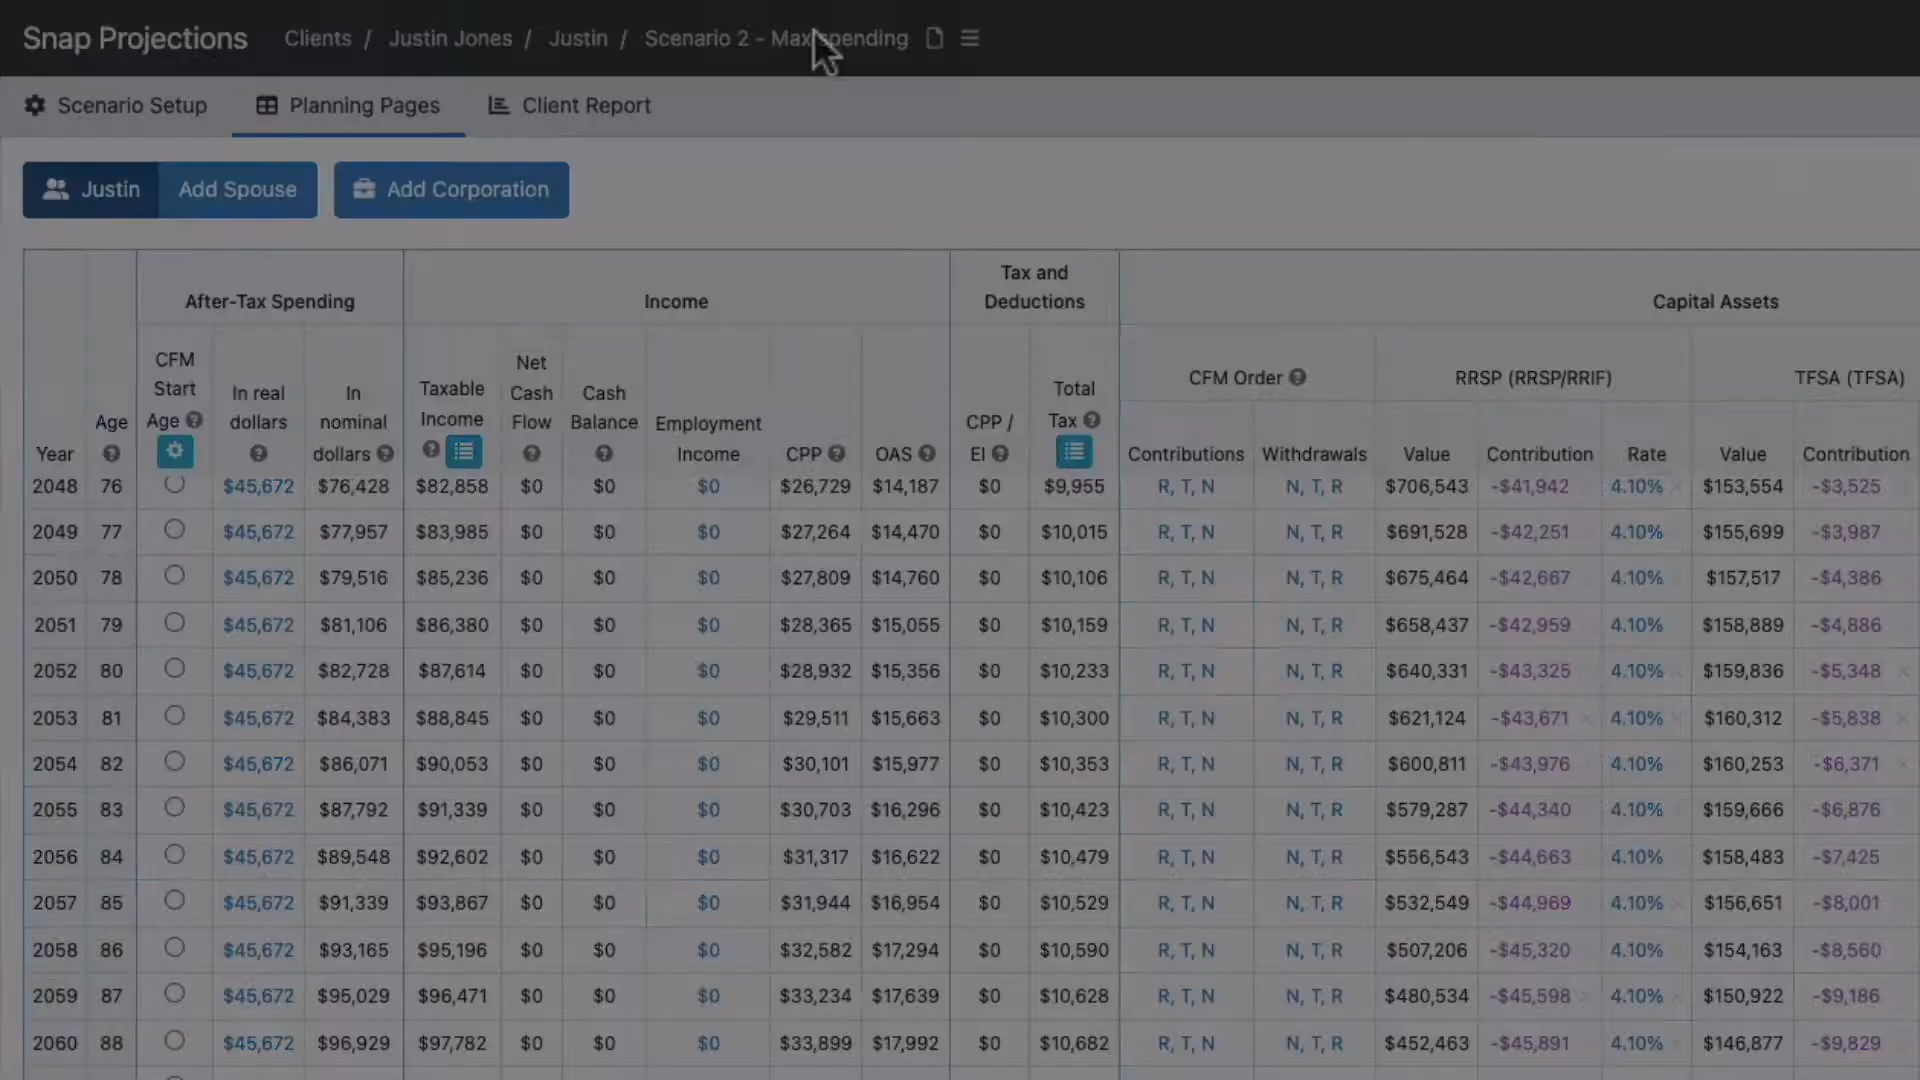 Snap Projections Clients / Justin Jones / Justin / Scenario 2 - Max spending
Scenario Setup Planning Pages Client Report
Justin Add Spouse Add Corporation
After-Tax Spending Income Tax and Deductions Capital Assets
CFM Order RRSP (RRSP/RRIF) TFSA (TFSA)
Year Age CFM Start Age In real dollars In nominal dollars Taxable Income Net Cash Flow Cash Balance Employment Income CPP OAS CPP / EI Total Tax Contributions Withdrawals Value Contribution Rate Value Contribution
2048 76 $45,672 $76,428 $82,858 $0 $0 $0 $26,729 $14,187 $0 $9,955 R, T, N N, T, R $706,543 -$41,942 4.10% $153,554 -$3,525
2049 77 $45,672 $77,957 $83,985 $0 $0 $0 $27,264 $14,470 $0 $10,015 R, T, N N, T, R $691,528 -$42,251 4.10% $155,699 -$3,987
2050 78 $45,672 $79,516 $85,236 $0 $0 $0 $27,809 $14,760 $0 $10,106 R, T, N N, T, R $675,464 -$42,667 4.10% $157,517 -$4,386
2051 79 $45,672 $81,106 $86,380 $0 $0 $0 $28,365 $15,055 $0 $10,159 R, T, N N, T, R $658,437 -$42,959 4.10% $158,889 -$4,886
2052 80 $45,672 $82,728 $87,614 $0 $0 $0 $28,932 $15,356 $0 $10,233 R, T, N N, T, R $640,331 -$43,325 4.10% $159,836 -$5,348
2053 81 $45,672 $84,383 $88,845 $0 $0 $0 $29,511 $15,663 $0 $10,300 R, T, N N, T, R $621,124 -$43,671 4.10% $160,312 -$5,838
2054 82 $45,672 $86,071 $90,053 $0 $0 $0 $30,101 $15,977 $0 $10,353 R, T, N N, T, R $600,811 -$43,976 4.10% $160,253 -$6,371
2055 83 $45,672 $87,792 $91,339 $0 $0 $0 $30,703 $16,296 $0 $10,423 R, T, N N, T, R $579,287 -$44,340 4.10% $159,666 -$6,876
2056 84 $45,672 $89,548 $92,602 $0 $0 $0 $31,317 $16,622 $0 $10,479 R, T, N N, T, R $556,543 -$44,663 4.10% $158,483 -$7,425
2057 85 $45,672 $91,339 $93,867 $0 $0 $0 $31,944 $16,954 $0 $10,529 R, T, N N, T, R $532,549 -$44,969 4.10% $156,651 -$8,001
2058 86 $45,672 $93,165 $95,196 $0 $0 $0 $32,582 $17,294 $0 $10,590 R, T, N N, T, R $507,206 -$45,320 4.10% $154,163 -$8,560
2059 87 $45,672 $95,029 $96,471 $0 $0 $0 $33,234 $17,639 $0 $10,628 R, T, N N, T, R $480,534 -$45,598 4.10% $150,922 -$9,186
2060 88 $45,672 $96,929 $97,782 $0 $0 $0 $33,899 $17,992 $0 $10,682 R, T, N N, T, R $452,463 -$45,891 4.10% $146,877 -$9,829